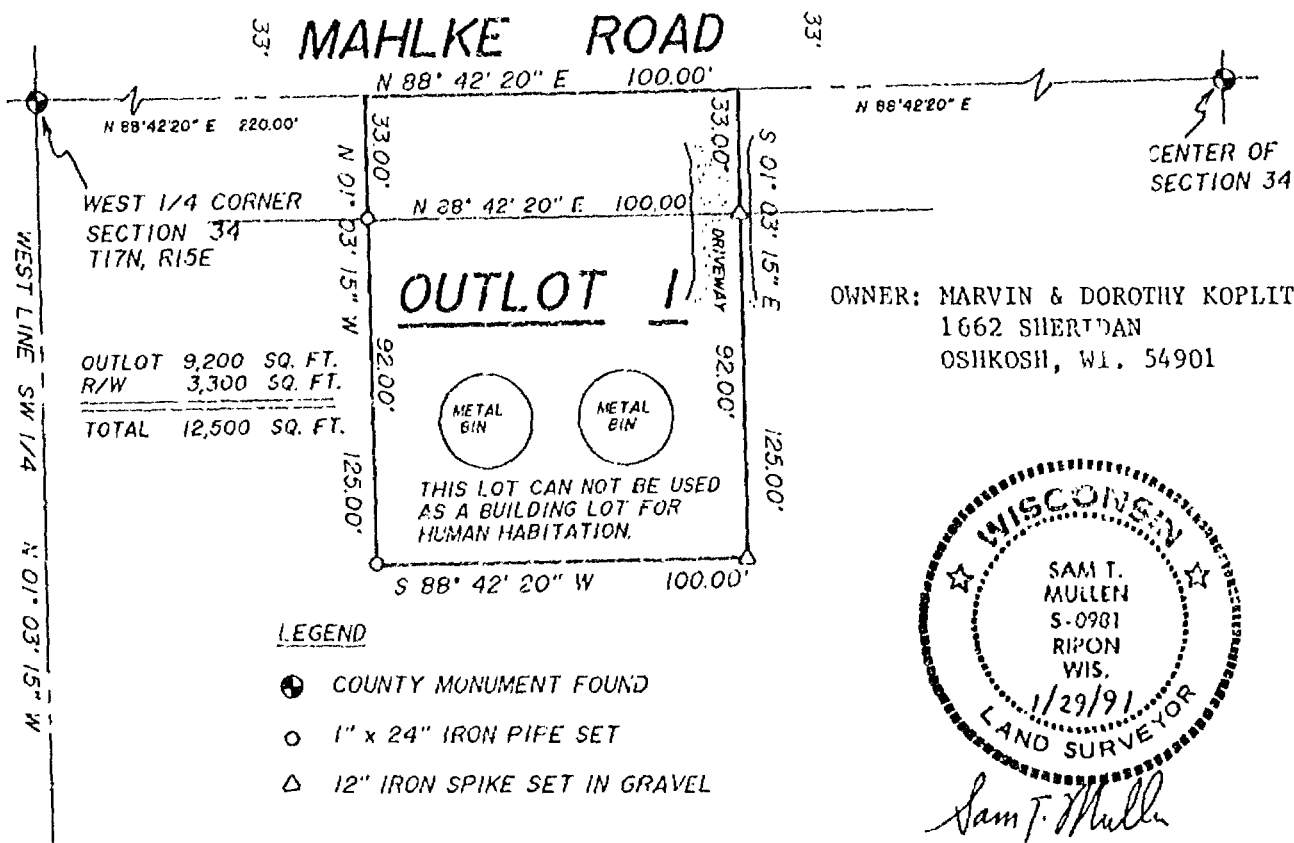 33'
MAHLKE ROAD
33'
N 88° 42' 20" E 100.00'
N 88°42'20" E 220.00'
N 88°42'20" E
33.00'
33.00'
WEST 1/4 CORNER
SECTION 34
T17N, R15E
CENTER OF
SECTION 34
N 01° 03' 15" W
S 01° 03' 15" E
N 88° 42' 20" E 100.00'
DRIVEWAY
OUTLOT 1
OWNER: MARVIN & DOROTHY KOPLIT
1662 SHERIDAN
OSHKOSH, WI. 54901
WEST LINE SW 1/4 N 01° 03' 15" W
OUTLOT 9,200 SQ. FT.
R/W 3,300 SQ. FT.
TOTAL 12,500 SQ. FT.
92.00'
92.00'
METAL
BIN
METAL
BIN
125.00'
125.00'
THIS LOT CAN NOT BE USED
AS A BUILDING LOT FOR
HUMAN HABITATION.
S 88° 42' 20" W 100.00'
LEGEND
COUNTY MONUMENT FOUND
1" x 24" IRON PIPE SET
12" IRON SPIKE SET IN GRAVEL
WISCONSIN
SAM T.
MULLEN
S-0981
RIPON
WIS.
1/29/91
LAND SURVEYOR
Sam T. Mullen